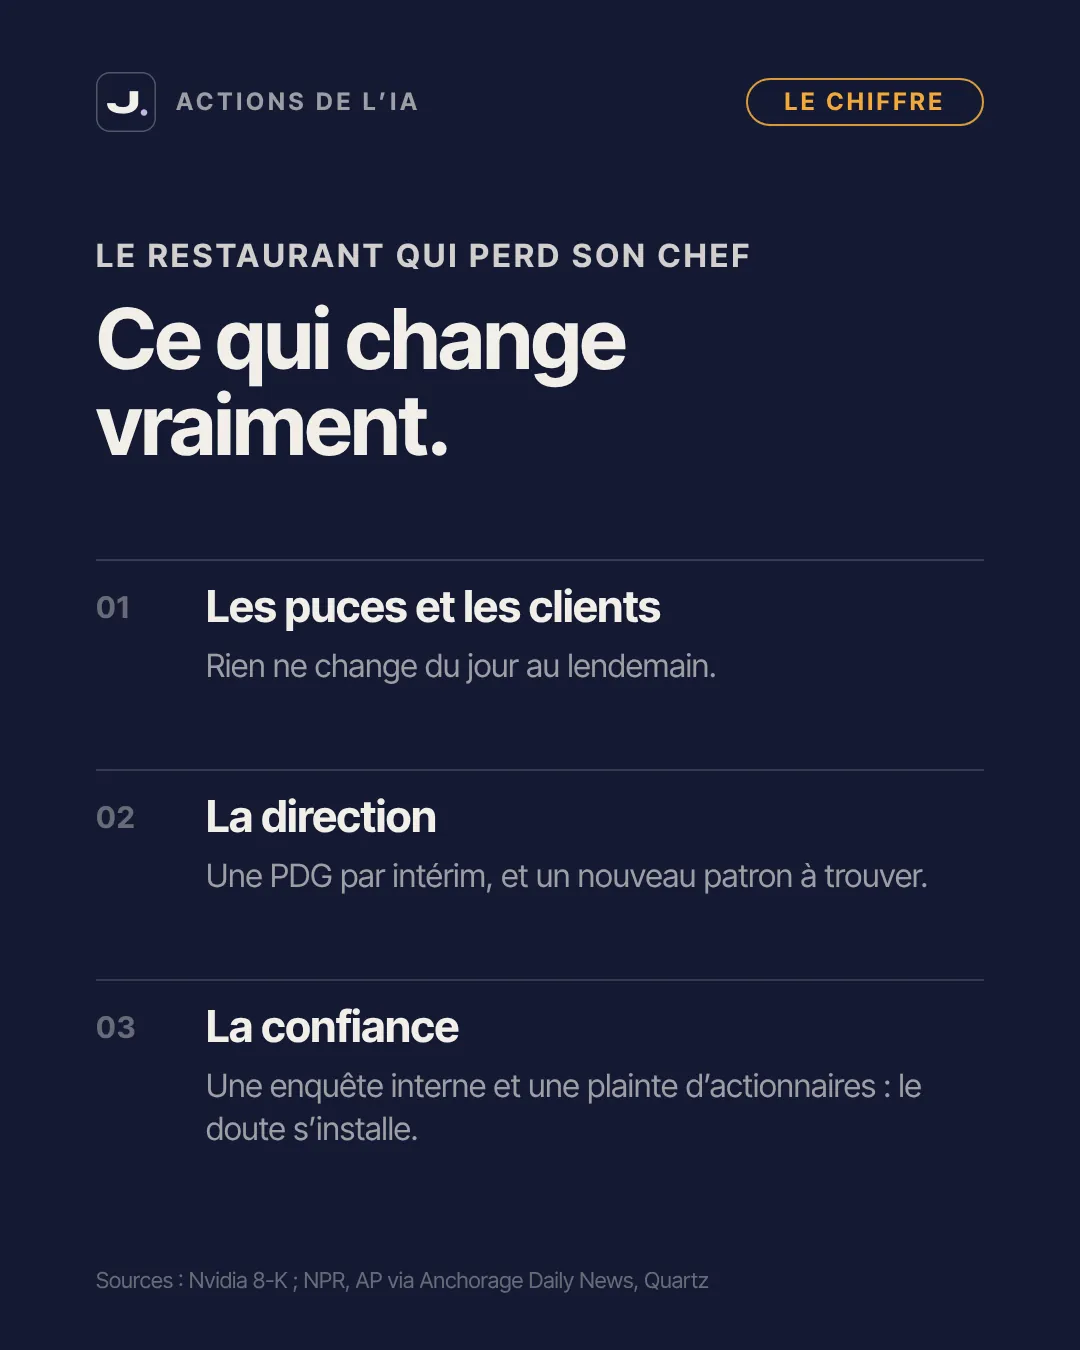 J.
ACTIONS DE L’IA
LE CHIFFRE
LE RESTAURANT QUI PERD SON CHEF
Ce qui change
vraiment.
01
Les puces et les clients
Rien ne change du jour au lendemain.
02
La direction
Une PDG par intérim, et un nouveau patron à trouver.
03
La confiance
Une enquête interne et une plainte d’actionnaires : le
doute s’installe.
Sources : Nvidia 8-K ; NPR, AP via Anchorage Daily News, Quartz